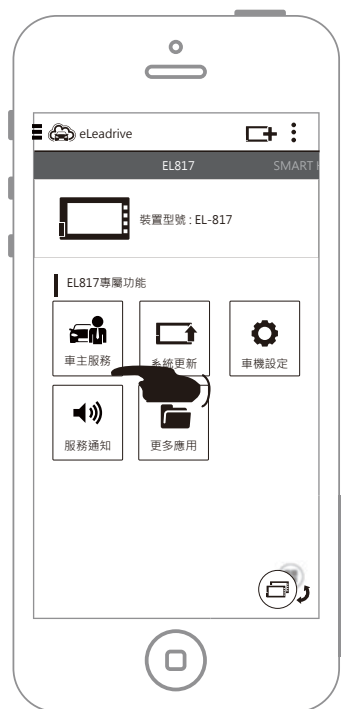 eLeadrive
EL817 SMART
裝置型號 : EL-817
EL817專屬功能
車主服務 系統更新 車機設定
服務通知 更多應用